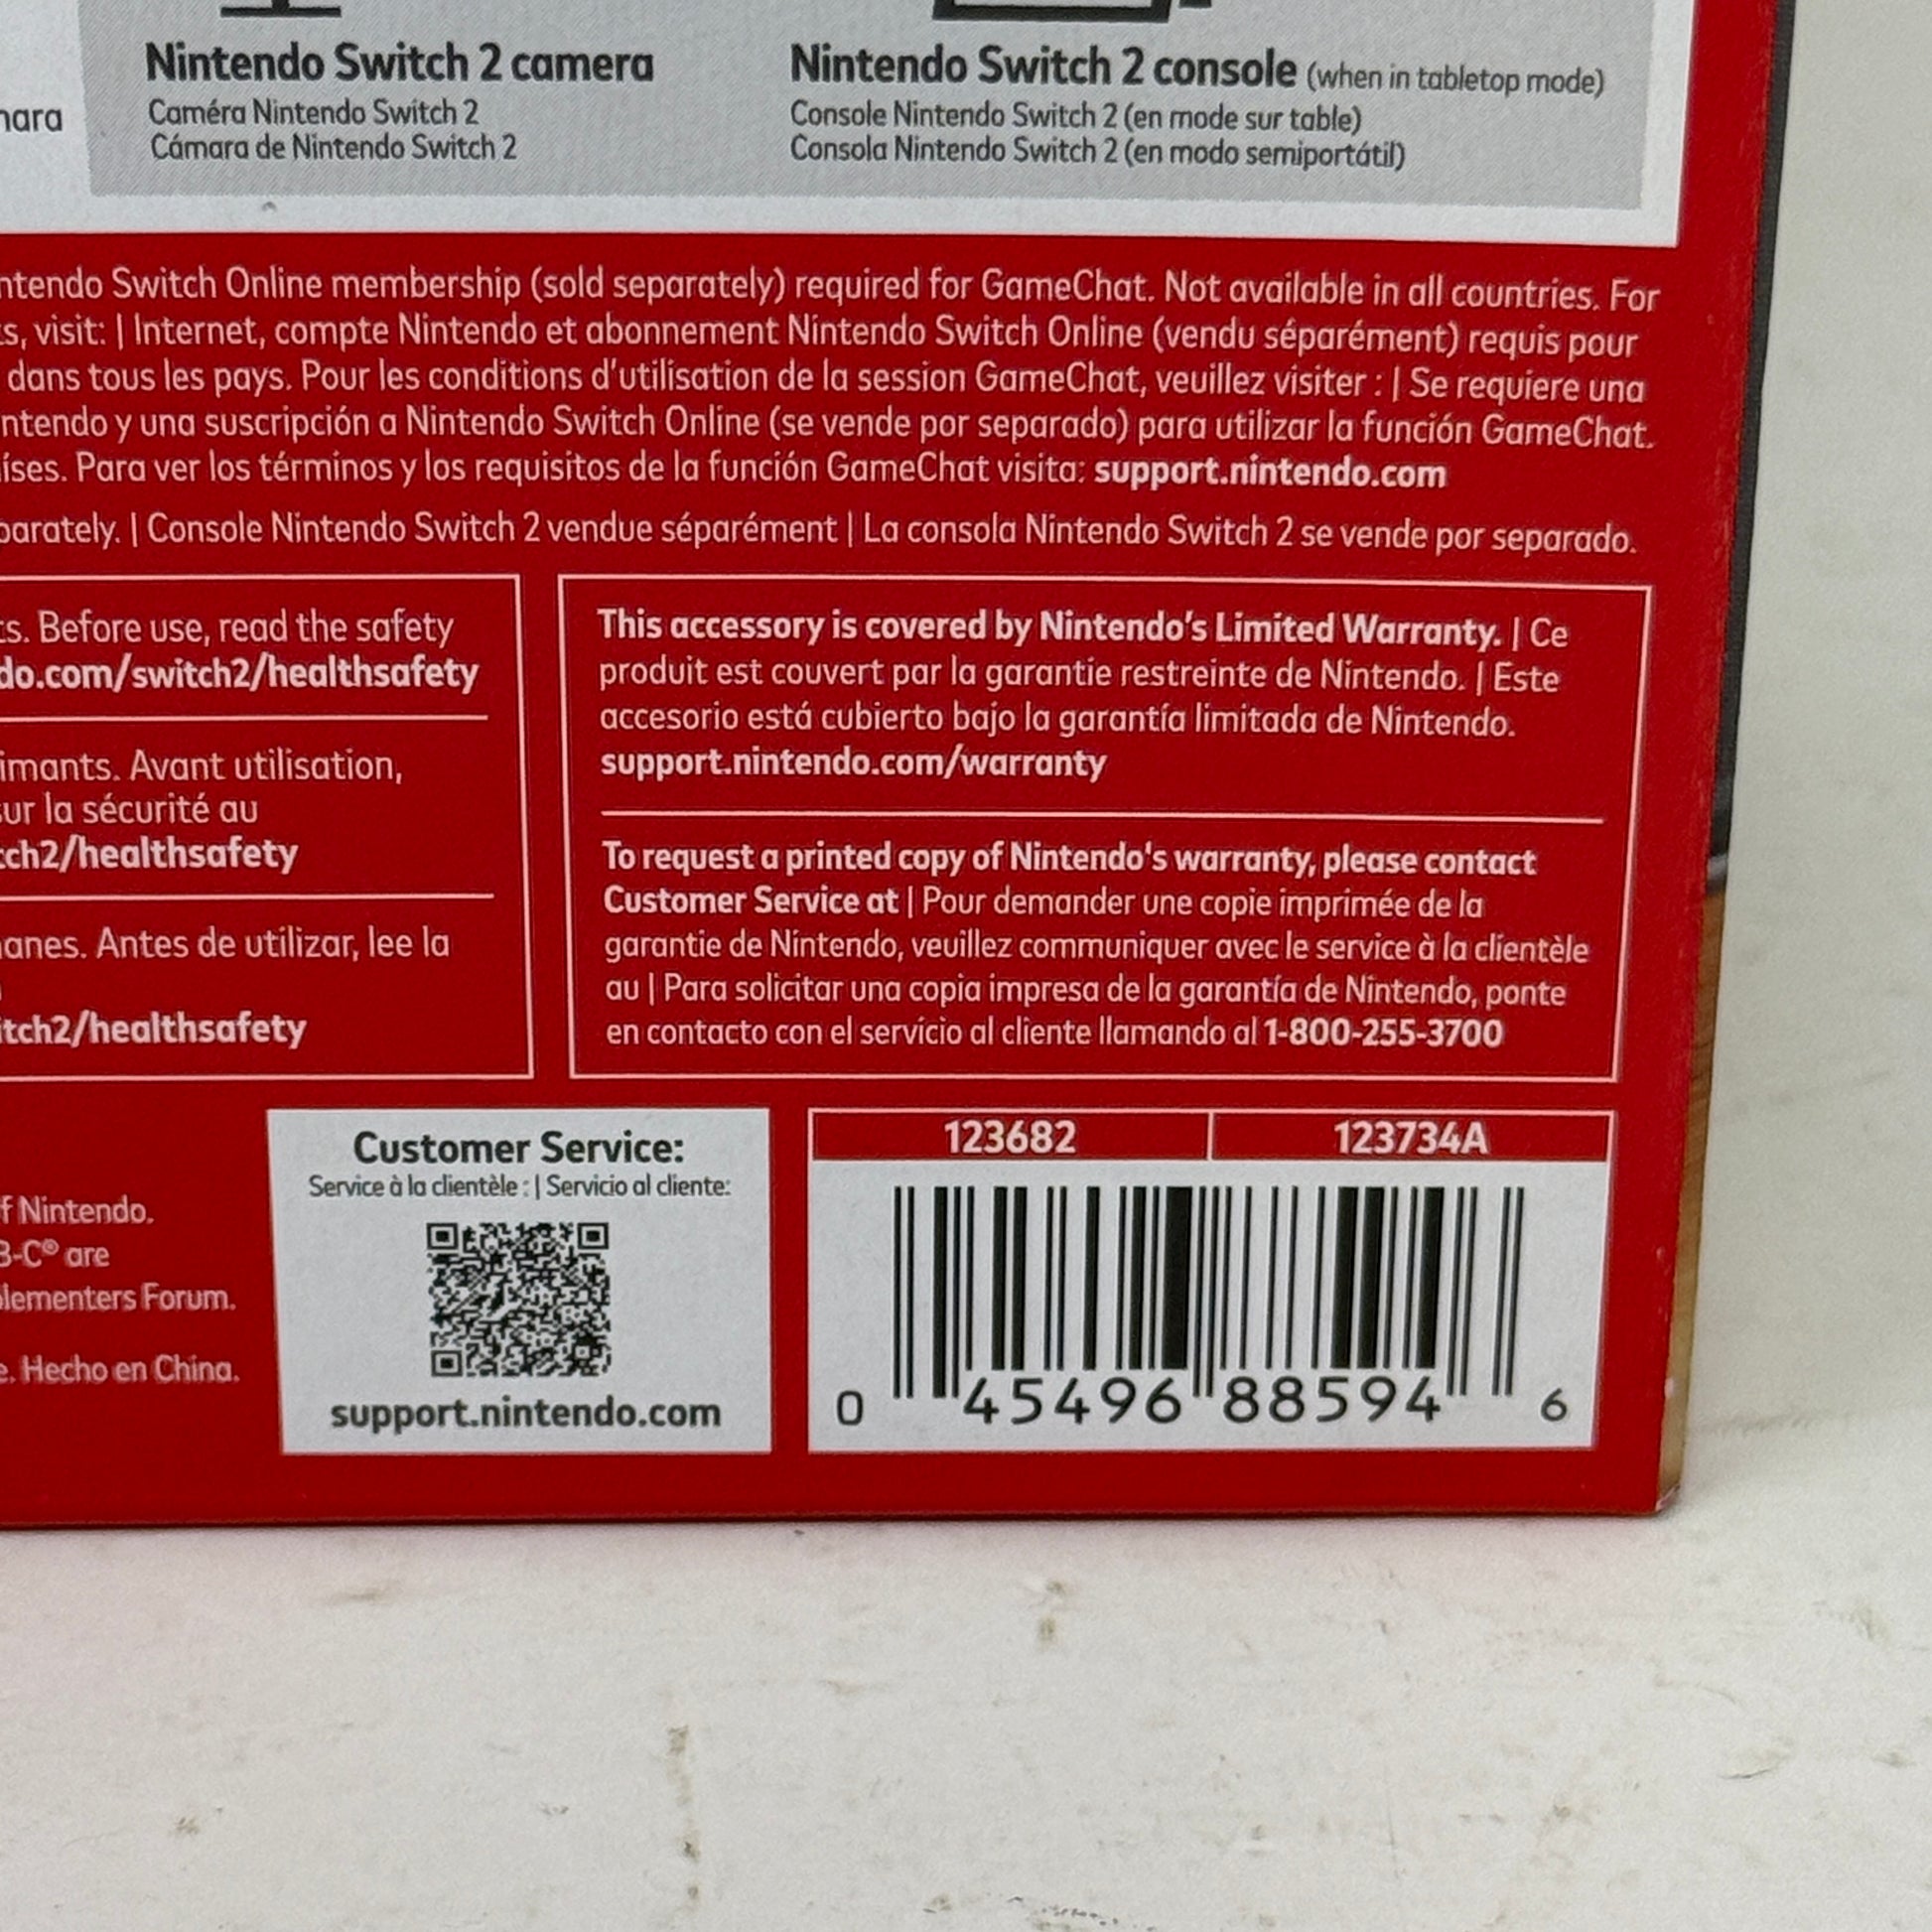 Nintendo Switch 2 camera
Caméra Nintendo Switch 2
Cámara de Nintendo Switch 2
Nintendo Switch 2 console (when in tabletop mode)
Console Nintendo Switch 2 (en mode sur table)
Consola Nintendo Switch 2 (en modo semiportátil)
Switch Online membership (sold separately) required for GameChat. Not available in all countries. For
visit: | Internet, compte Nintendo et abonnement Nintendo Switch Online (vendu séparément) requis pour
dans tous les pays. Pour les conditions d'utilisation de la session GameChat, veuillez visiter : | Se requiere una
y una suscripción a Nintendo Switch Online (se vende por separado) para utilizar la función GameChat.
Para ver los términos y los requisitos de la función GameChat visita: support.nintendo.com
| Console Nintendo Switch 2 vendue séparément | La consola Nintendo Switch 2 se vende por separado.
Before use, read the safety
do.com/switch2/healthsafety
imants. Avant utilisation,
sur la sécurité au
tch2/healthsafety
anes. Antes de utilizar, lee la
itch2/healthsafety
This accessory is covered by Nintendo's Limited Warranty. | Ce
produit est couvert par la garantie restreinte de Nintendo. | Este
accesorio está cubierto bajo la garantía limitada de Nintendo.
support.nintendo.com/warranty
To request a printed copy of Nintendo's warranty, please contact
Customer Service at | Pour demander une copie imprimée de la
garantie de Nintendo, veuillez communiquer avec le service à la clientèle
au | Para solicitar una copia impresa de la garantía de Nintendo, ponte
en contacto con el servicio al cliente llamando al 1-800-255-3700
f Nintendo.
B-C® are
plementers Forum.
e. Hecho en China.
Customer Service:
Service à la clientèle : | Servicio al cliente:
support.nintendo.com
123682
123734A
0 45496 88594 6